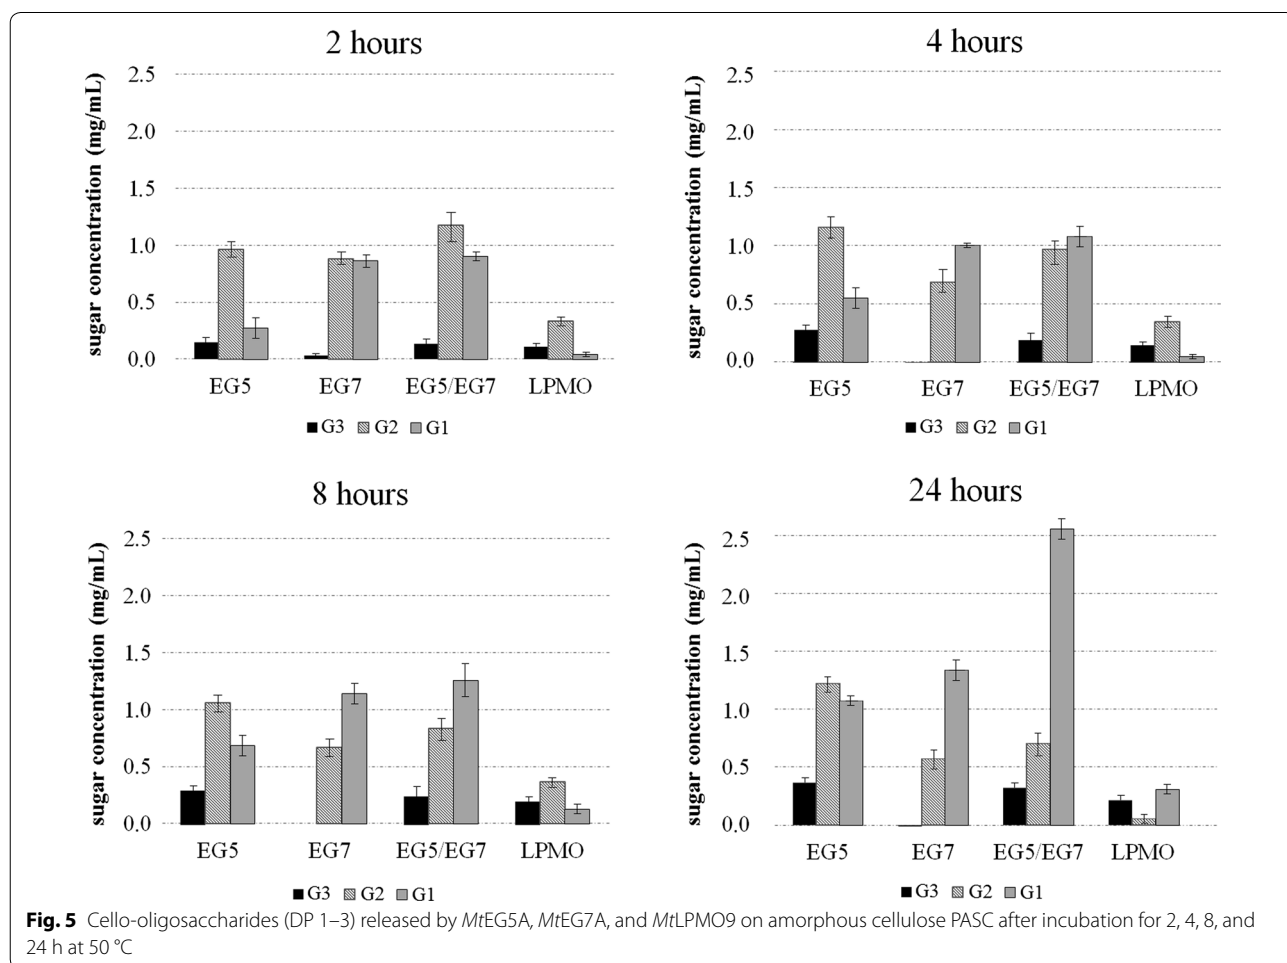 2 hours
sugar concentration (mg/mL)
2.5
2.0
1.5
1.0
0.5
0.0
EG5 EG7 EG5/EG7 LPMO
G3 G2 G1
4 hours
sugar concentration (mg/mL)
2.5
2.0
1.5
1.0
0.5
0.0
EG5 EG7 EG5/EG7 LPMO
G3 G2 G1
8 hours
sugar concentration (mg/mL)
2.5
2.0
1.5
1.0
0.5
0.0
EG5 EG7 EG5/EG7 LPMO
G3 G2 G1
24 hours
sugar concentration (mg/mL)
2.5
2.0
1.5
1.0
0.5
0.0
EG5 EG7 EG5/EG7 LPMO
G3 G2 G1
Fig. 5 Cello-oligosaccharides (DP 1–3) released by MtEG5A, MtEG7A, and MtLPMO9 on amorphous cellulose PASC after incubation for 2, 4, 8, and
24 h at 50 °C